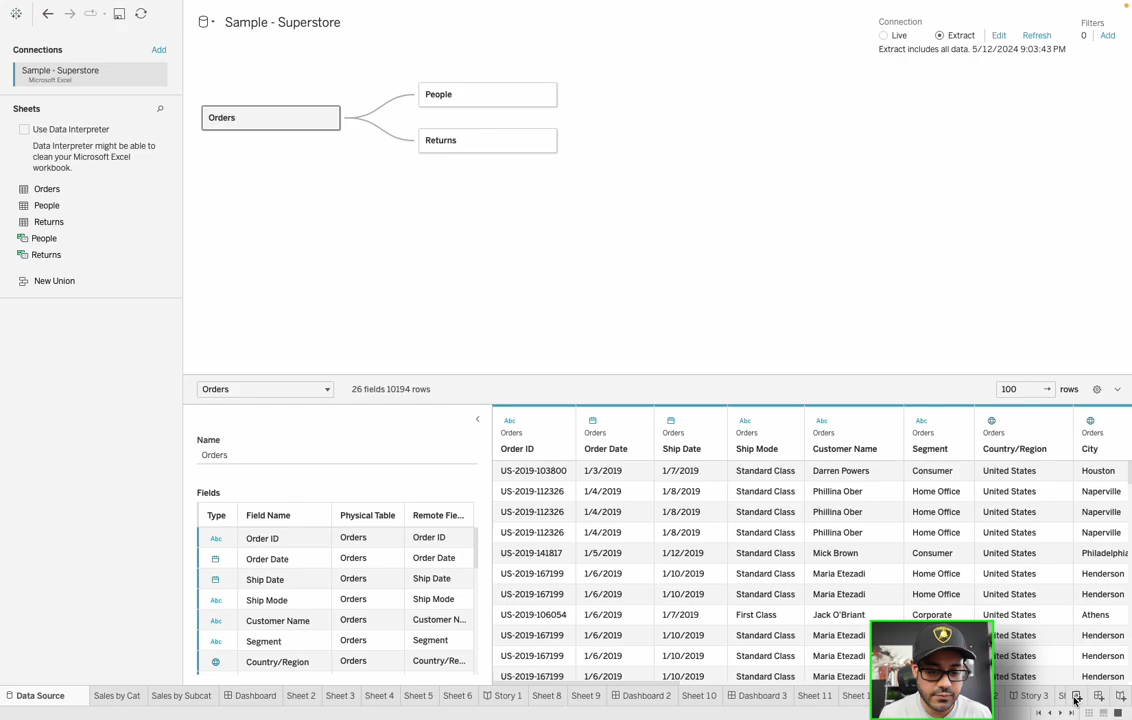 Sample - Superstore
Connection
Live
Extract
Edit
Refresh
Filters
0
Add
Extract includes all data. 5/12/2024 9:03:43 PM
Connections
Add
Sample - Superstore
Microsoft Excel
Sheets
Use Data Interpreter
Data Interpreter might be able to
clean your Microsoft Excel
workbook.
Orders
People
Returns
People
Returns
New Union
Orders
People
Returns
Orders
26 fields 10194 rows
100
rows
Name
Orders
Fields
Type Field Name Physical Table Remote Fie...
Abc Order ID Orders Order ID
Order Date Orders Order Date
Ship Date Orders Ship Date
Abc Ship Mode Orders Ship Mode
Abc Customer Name Orders Customer N...
Abc Segment Orders Segment
Country/Region Orders Country/Re...
Abc Abc Abc Abc
Orders Orders Orders Orders Orders Orders Orders Orders
Order ID Order Date Ship Date Ship Mode Customer Name Segment Country/Region City
US-2019-103800 1/3/2019 1/7/2019 Standard Class Darren Powers Consumer United States Houston
US-2019-112326 1/4/2019 1/8/2019 Standard Class Phillina Ober Home Office United States Naperville
US-2019-112326 1/4/2019 1/8/2019 Standard Class Phillina Ober Home Office United States Naperville
US-2019-112326 1/4/2019 1/8/2019 Standard Class Phillina Ober Home Office United States Naperville
US-2019-141817 1/5/2019 1/12/2019 Standard Class Mick Brown Consumer United States Philadelphia
US-2019-167199 1/6/2019 1/10/2019 Standard Class Maria Etezadi Home Office United States Henderson
US-2019-167199 1/6/2019 1/10/2019 Standard Class Maria Etezadi Home Office United States Henderson
US-2019-106054 1/6/2019 1/7/2019 First Class Jack O'Briant Corporate United States Athens
US-2019-167199 1/6/2019 1/10/2019 Standard Class Maria Etezadi States Henderson
US-2019-167199 1/6/2019 1/10/2019 Standard Class Maria Etezadi States Henderson
US-2019-167199 1/6/2019 1/10/2019 Standard Class Maria Etezadi States Henderson
Data Source Sales by Cat Sales by Subcat Dashboard Sheet 2 Sheet 3 Sheet 4 Sheet 5 Sheet 6 Story 1 Sheet 8 Sheet 9 Dashboard 2 Sheet 10 Dashboard 3 Sheet 11 Sheet 2 Story 3